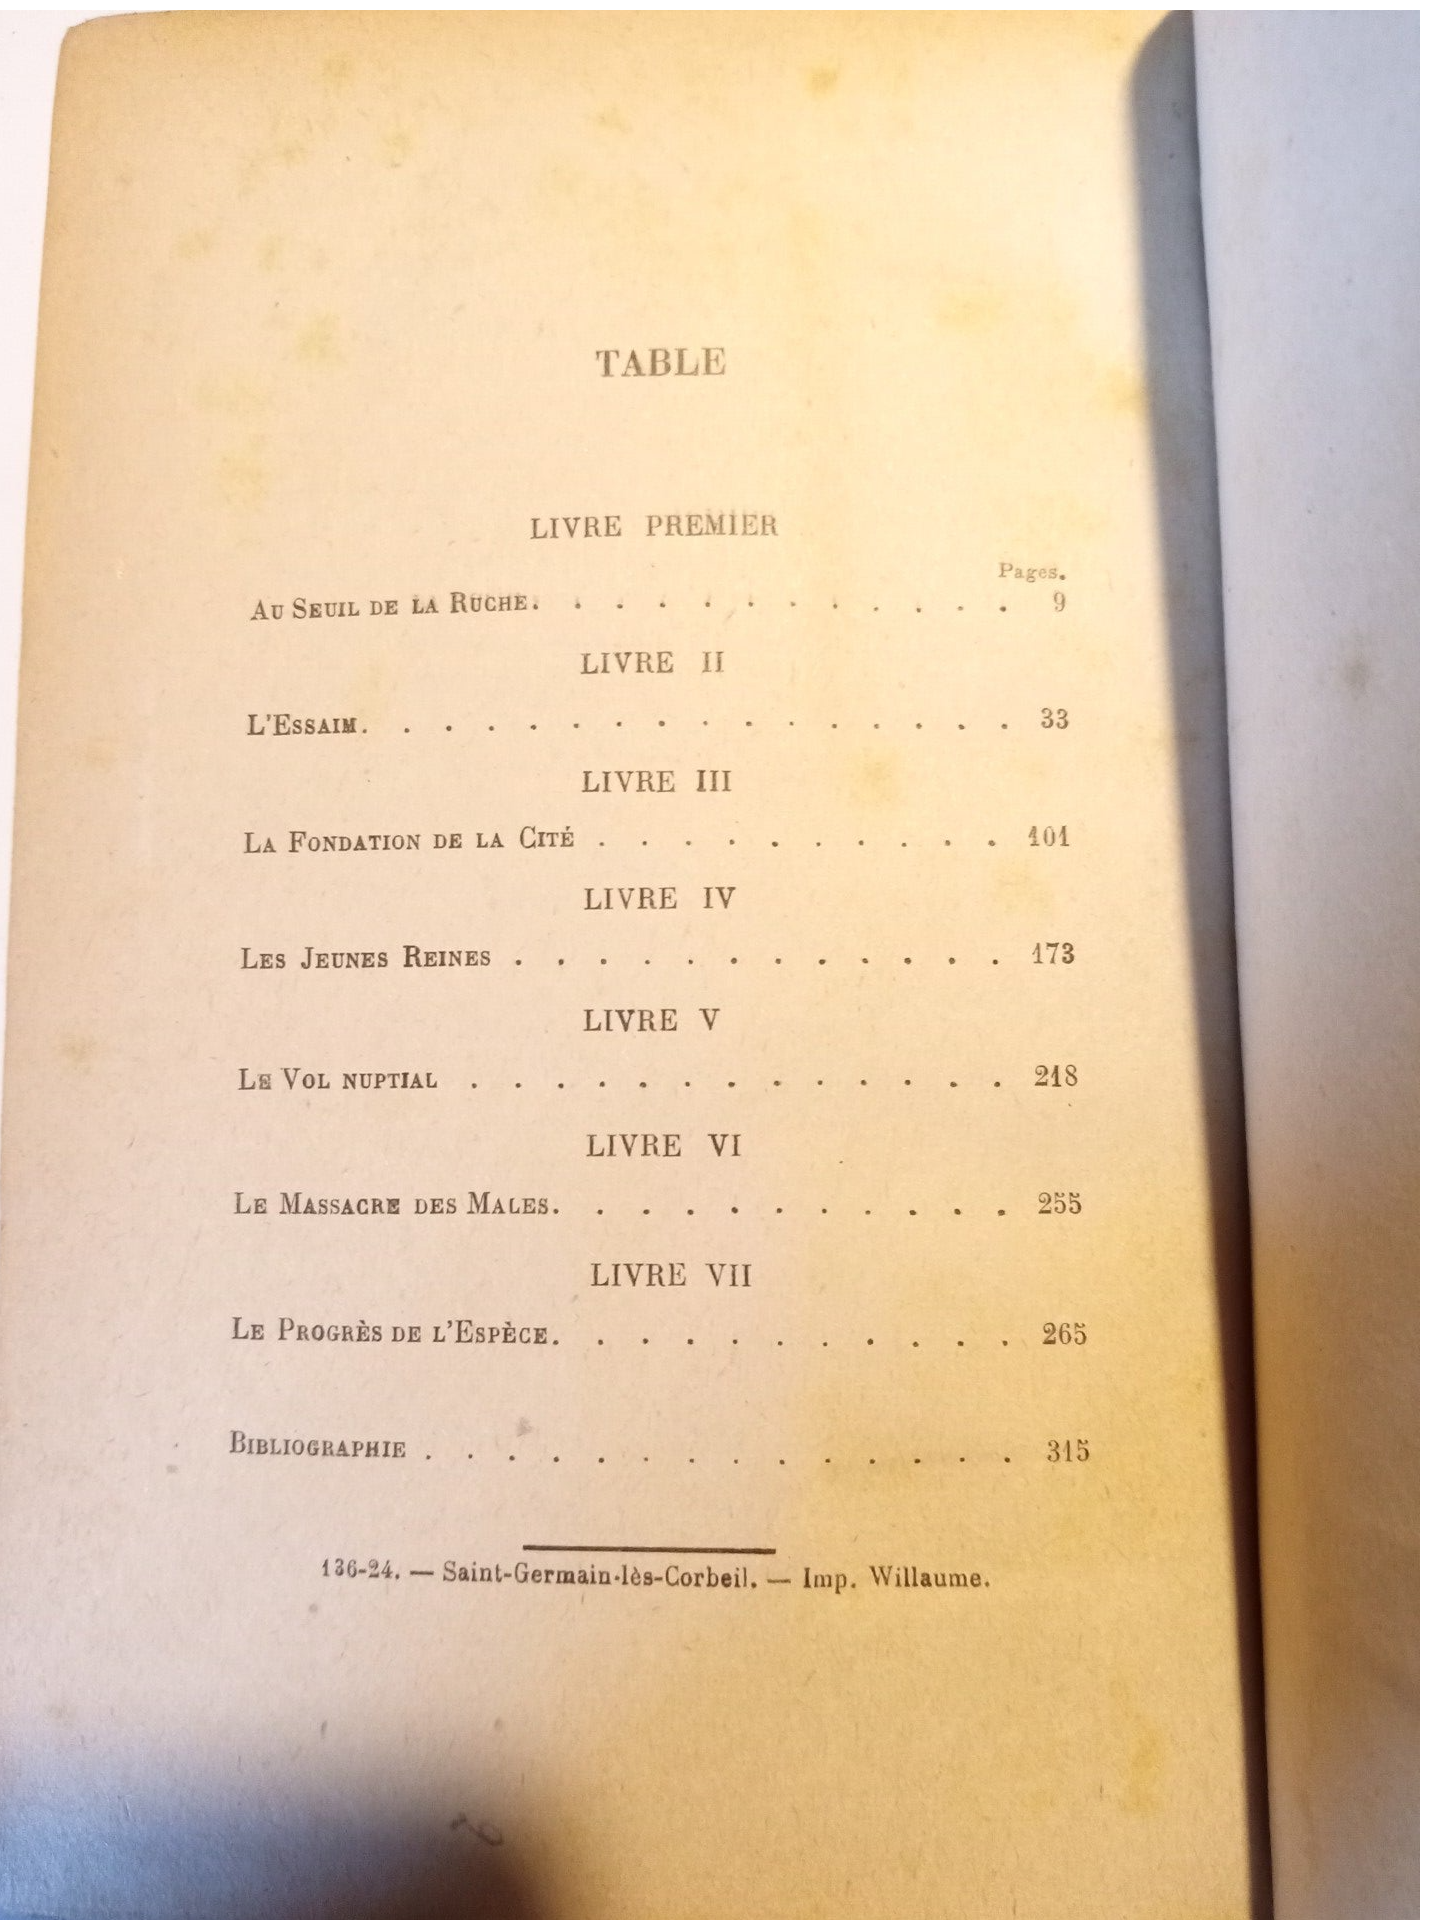 TABLE
LIVRE PREMIER
Pages.
AU SEUIL DE LA RUCHE. . . . . . . . . . . . 9
LIVRE II
L'ESSAIM. . . . . . . . . . . . . . . . 33
LIVRE III
LA FONDATION DE LA CITÉ . . . . . . . . . . 101
LIVRE IV
LES JEUNES REINES . . . . . . . . . . . . 173
LIVRE V
LE VOL NUPTIAL . . . . . . . . . . . . . 218
LIVRE VI
LE MASSACRE DES MALES. . . . . . . . . . . 255
LIVRE VII
LE PROGRÈS DE L'ESPÈCE. . . . . . . . . . . 265
BIBLIOGRAPHIE . . . . . . . . . . . . . . 315
136-24. — Saint-Germain-lès-Corbeil. — Imp. Willaume.